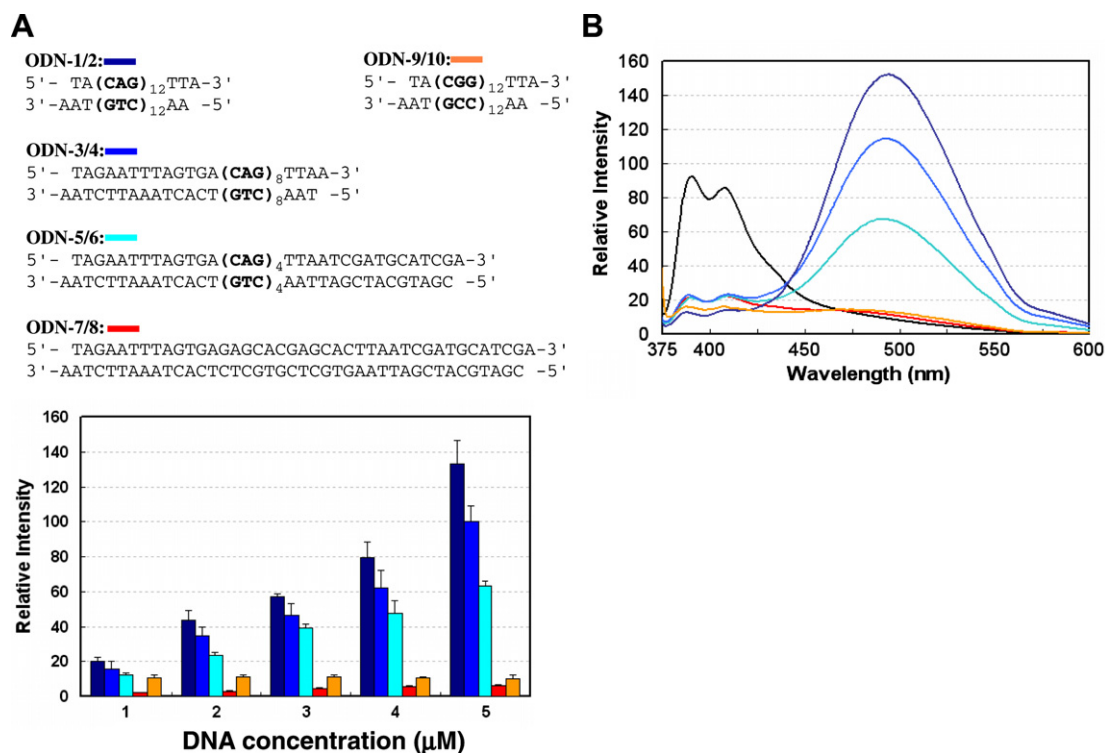 A
ODN-1/2:
5'- TA(CAG)12TTA-3'
3'-AAT(GTC)12AA -5'
ODN-9/10:
5'- TA(CGG)12TTA-3'
3'-AAT(GCC)12AA -5'
ODN-3/4:
5'- TAGAATTTAGTGA(CAG)8TTAA-3'
3'-AATCTTAAATCACT(GTC)8AAT -5'
ODN-5/6:
5'- TAGAATTTAGTGA(CAG)4TTAATCGATGCATCGA-3'
3'-AATCTTAAATCACT(GTC)4AATTAGCTACGTAGC -5'
ODN-7/8:
5'- TAGAATTTAGTGAGAGCACGAGCACTTAATCGATGCATCGA-3'
3'-AATCTTAAATCACTCTCGTGCTCGTGAATTAGCTACGTAGC -5'
Relative Intensity
160
140
120
100
80
60
40
20
0
1 2 3 4 5
DNA concentration (µM)
B
Relative Intensity
160
140
120
100
80
60
40
20
0
375 400 450 500 550 600
Wavelength (nm)